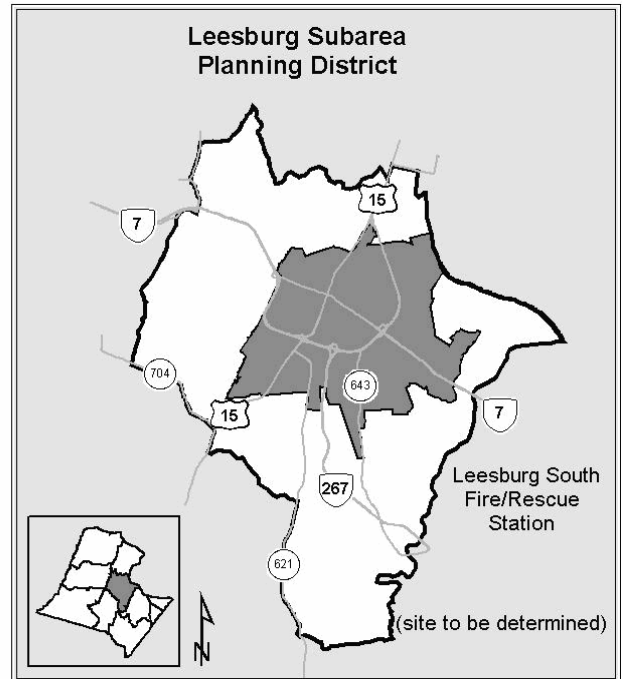 Leesburg Subarea
Planning District
15
7
704
15
643
7
267
Leesburg South
Fire/Rescue
Station
621
(site to be determined)
N